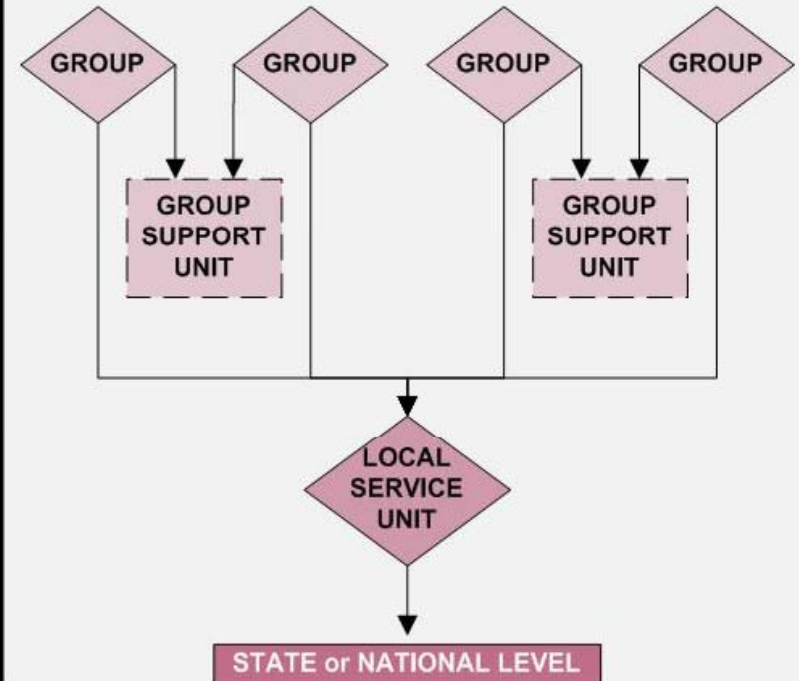 GROUP
GROUP
GROUP
GROUP
GROUP
SUPPORT
UNIT
GROUP
SUPPORT
UNIT
LOCAL
SERVICE
UNIT
STATE or NATIONAL LEVEL